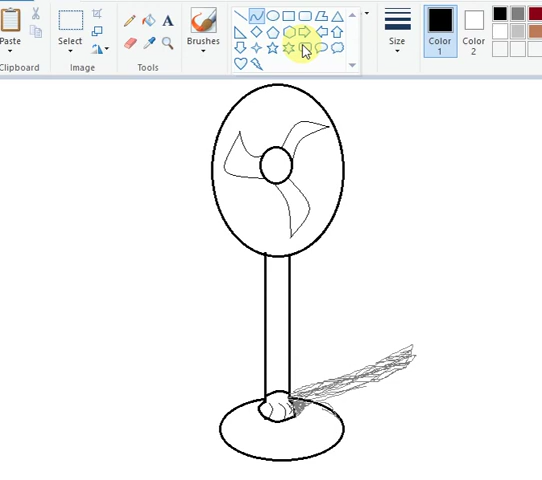 Paste
Select
Brushes
Size
Color 1
Color 2
Clipboard
Image
Tools
A